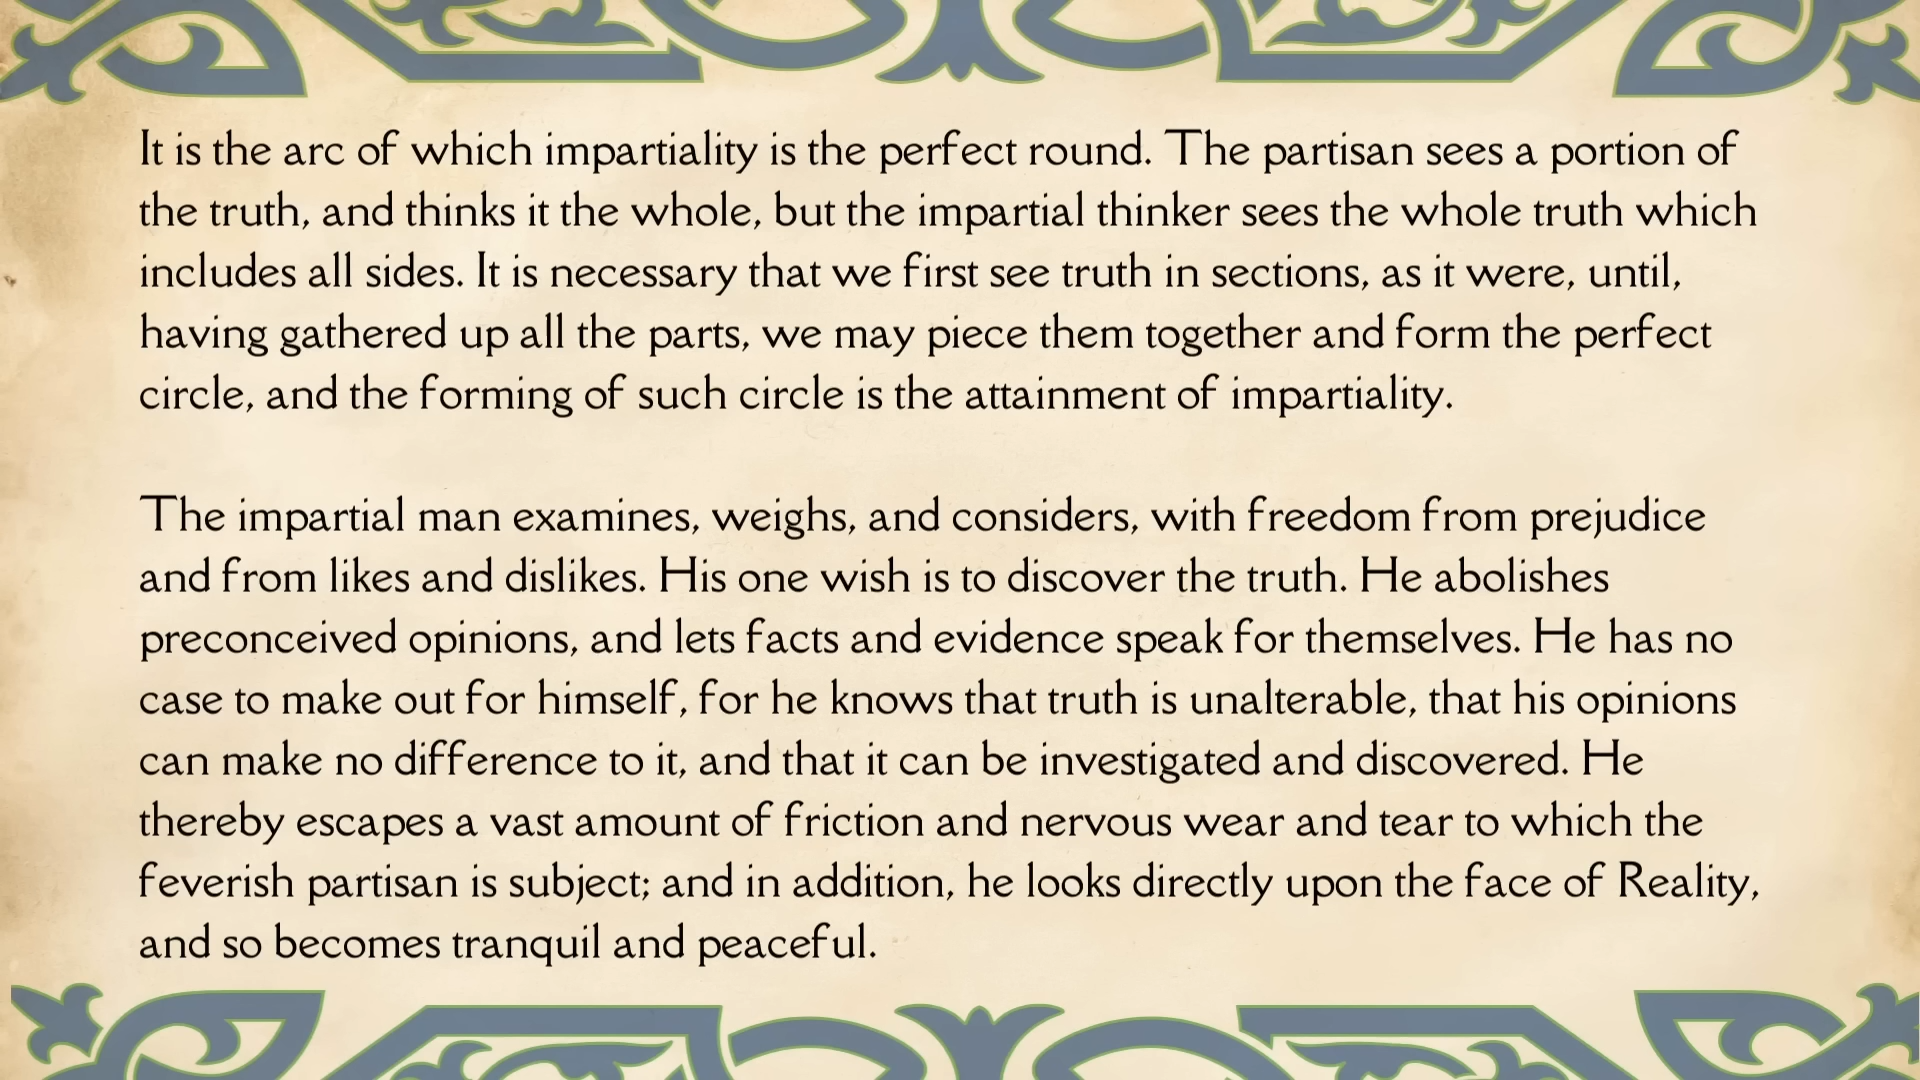 It is the arc of which impartiality is the perfect round. The partisan sees a portion of
the truth, and thinks it the whole, but the impartial thinker sees the whole truth which
includes all sides. It is necessary that we first see truth in sections, as it were, until,
having gathered up all the parts, we may piece them together and form the perfect
circle, and the forming of such circle is the attainment of impartiality.
The impartial man examines, weighs, and considers, with freedom from prejudice
and from likes and dislikes. His one wish is to discover the truth. He abolishes
preconceived opinions, and lets facts and evidence speak for themselves. He has no
case to make out for himself, for he knows that truth is unalterable, that his opinions
can make no difference to it, and that it can be investigated and discovered. He
thereby escapes a vast amount of friction and nervous wear and tear to which the
feverish partisan is subject; and in addition, he looks directly upon the face of Reality,
and so becomes tranquil and peaceful.